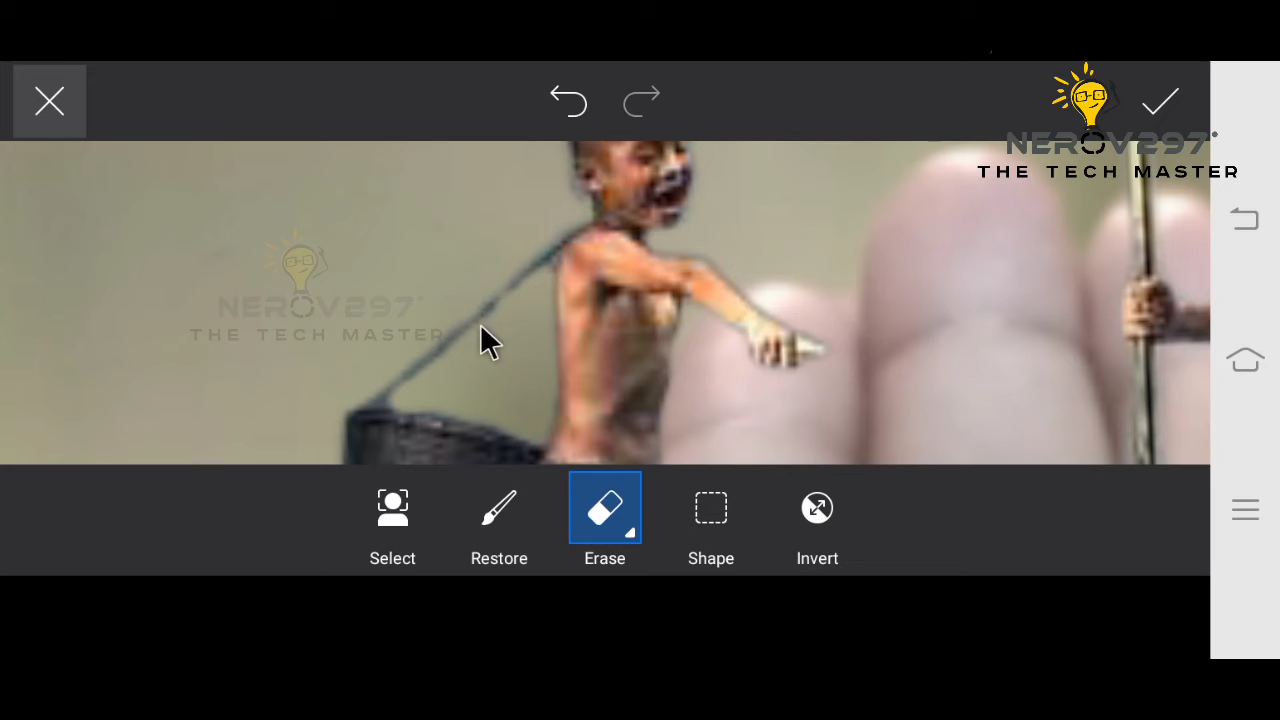 NEROV297
THE TECH MASTER
NEROV297
THE TECH MASTER
Select
Restore
Erase
Shape
Invert